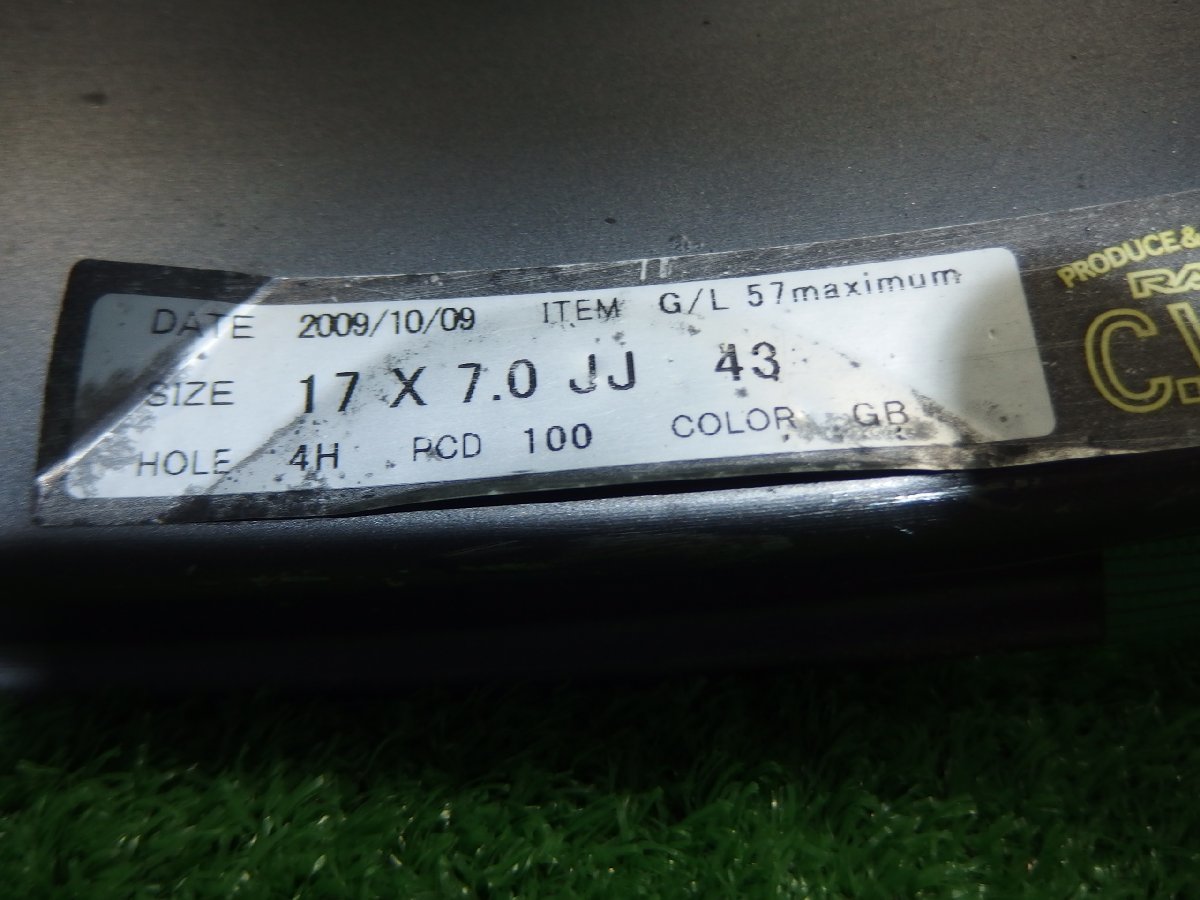 DATE 2009/10/09 ITEM G/L 57maximum
SIZE 17 X 7.0 JJ 43
HOLE 4H PCD 100 COLOR GB
PRODUCE &